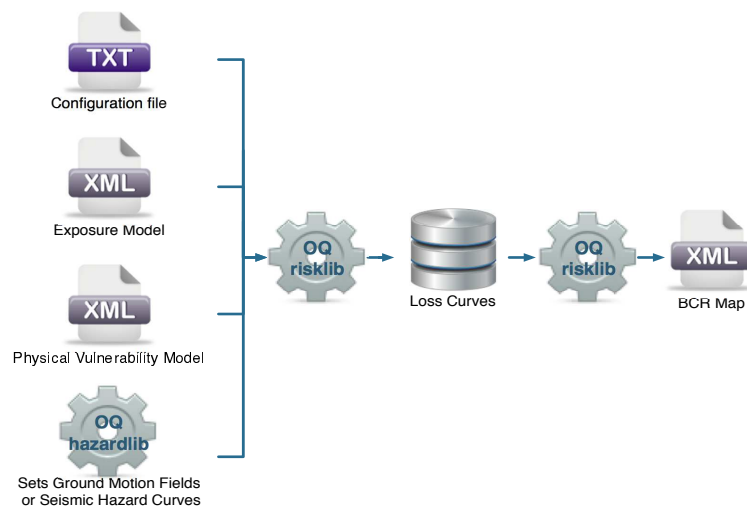 TXT
Configuration file
XML
Exposure Model
XML
Physical Vulnerability Model
OQ
hazardlib
Sets Ground Motion Fields
or Seismic Hazard Curves
OQ
risklib
Loss Curves
OQ
risklib
XML
BCR Map